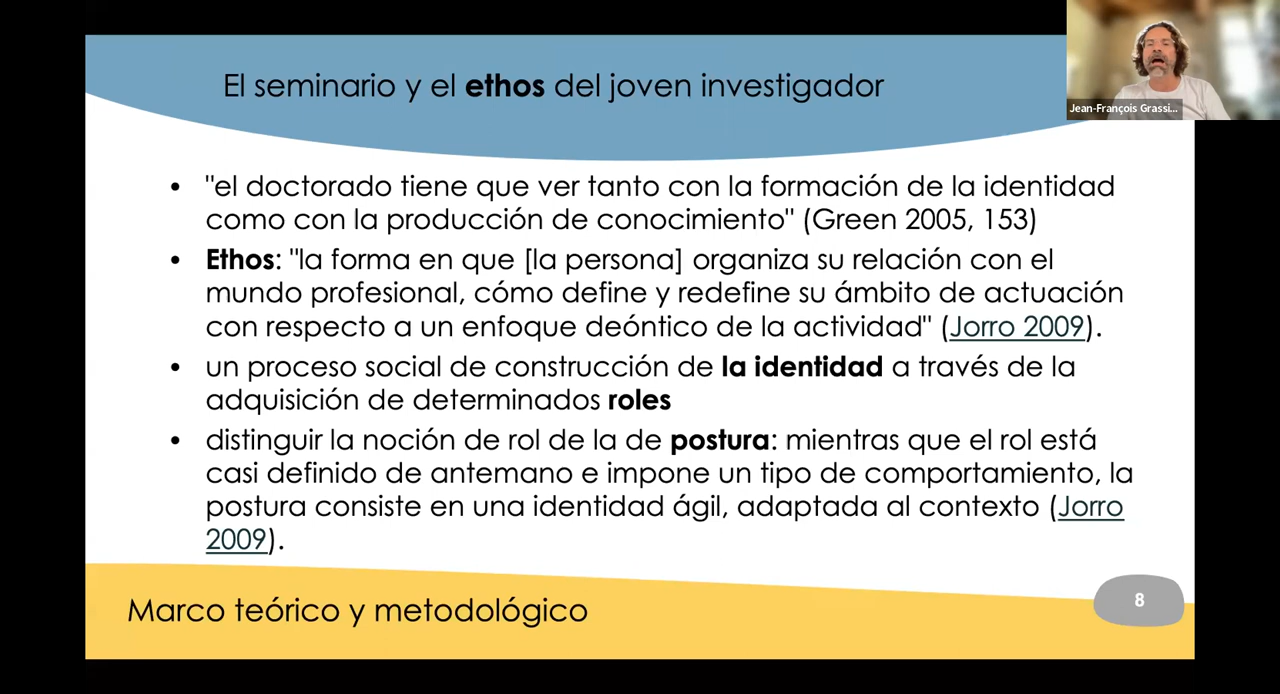 El seminario y el ethos del joven investigador
Jean-François Grassi...
• "el doctorado tiene que ver tanto con la formación de la identidad
como con la producción de conocimiento" (Green 2005, 153)
• Ethos: "la forma en que [la persona] organiza su relación con el
mundo profesional, cómo define y redefine su ámbito de actuación
con respecto a un enfoque deóntico de la actividad" (Jorro 2009).
• un proceso social de construcción de la identidad a través de la
adquisición de determinados roles
• distinguir la noción de rol de la de postura: mientras que el rol está
casi definido de antemano e impone un tipo de comportamiento, la
postura consiste en una identidad ágil, adaptada al contexto (Jorro
2009).
Marco teórico y metodológico
8